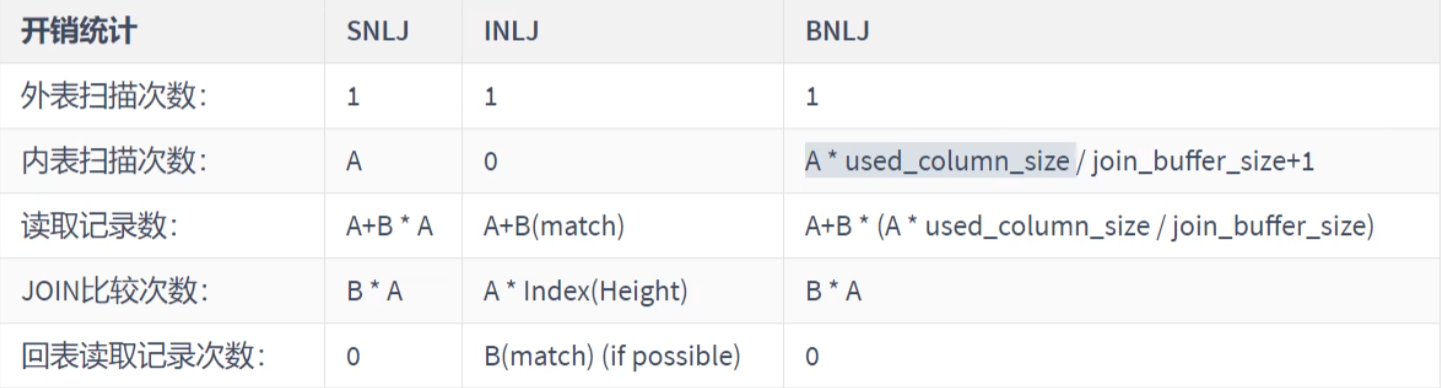 开销统计 SNLJ INLJ BNLJ
外表扫描次数: 1 1 1
内表扫描次数: A 0 A * used_column_size / join_buffer_size+1
读取记录数: A+B * A A+B(match) A+B * (A * used_column_size / join_buffer_size)
JOIN比较次数: B * A A * Index(Height) B * A
回表读取记录次数: 0 B(match) (if possible) 0